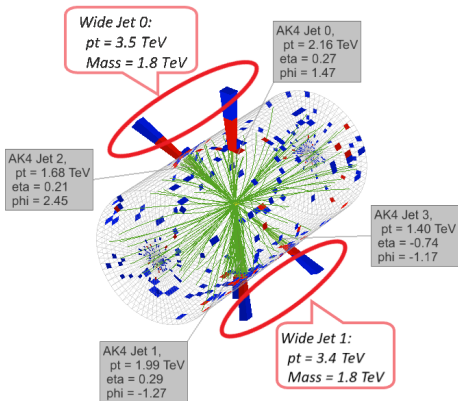 Wide Jet 0:
pt = 3.5 TeV
Mass = 1.8 TeV
AK4 Jet 0,
pt = 2.16 TeV
eta = 0.27
phi = 1.47
AK4 Jet 2,
pt = 1.68 TeV
eta = 0.21
phi = 2.45
AK4 Jet 3,
pt = 1.40 TeV
eta = -0.74
phi = -1.17
AK4 Jet 1,
pt = 1.99 TeV
eta = 0.29
phi = -1.27
Wide Jet 1:
pt = 3.4 TeV
Mass = 1.8 TeV